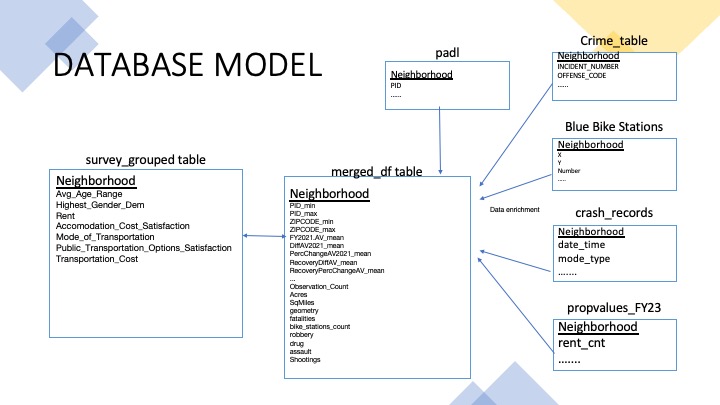 DATABASE MODEL
padl
Neighborhood
PID
.....
Crime_table
Neighborhood
INCIDENT_NUMBER
OFFENSE_CODE
.....
Blue Bike Stations
Neighborhood
X
Y
Number
.....
survey_grouped table
Neighborhood
Avg_Age_Range
Highest_Gender_Dem
Rent
Accomodation_Cost_Satisfaction
Mode_of_Transportation
Public_Transportation_Options_Satisfaction
Transportation_Cost
merged_df table
Neighborhood
PID_min
PID_max
ZIPCODE_min
ZIPCODE_max
FY2021.AV_mean
DiffAV2021_mean
PercChangeAV2021_mean
RecoveryDiffAV_mean
RecoveryPercChangeAV_mean
...
Observation_Count
Acres
SqMiles
geometry
fatalities
bike_stations_count
robbery
drug
assault
Shootings
Data enrichment
crash_records
Neighborhood
date_time
mode_type
.......
propvalues_FY23
Neighborhood
rent_cnt
.......